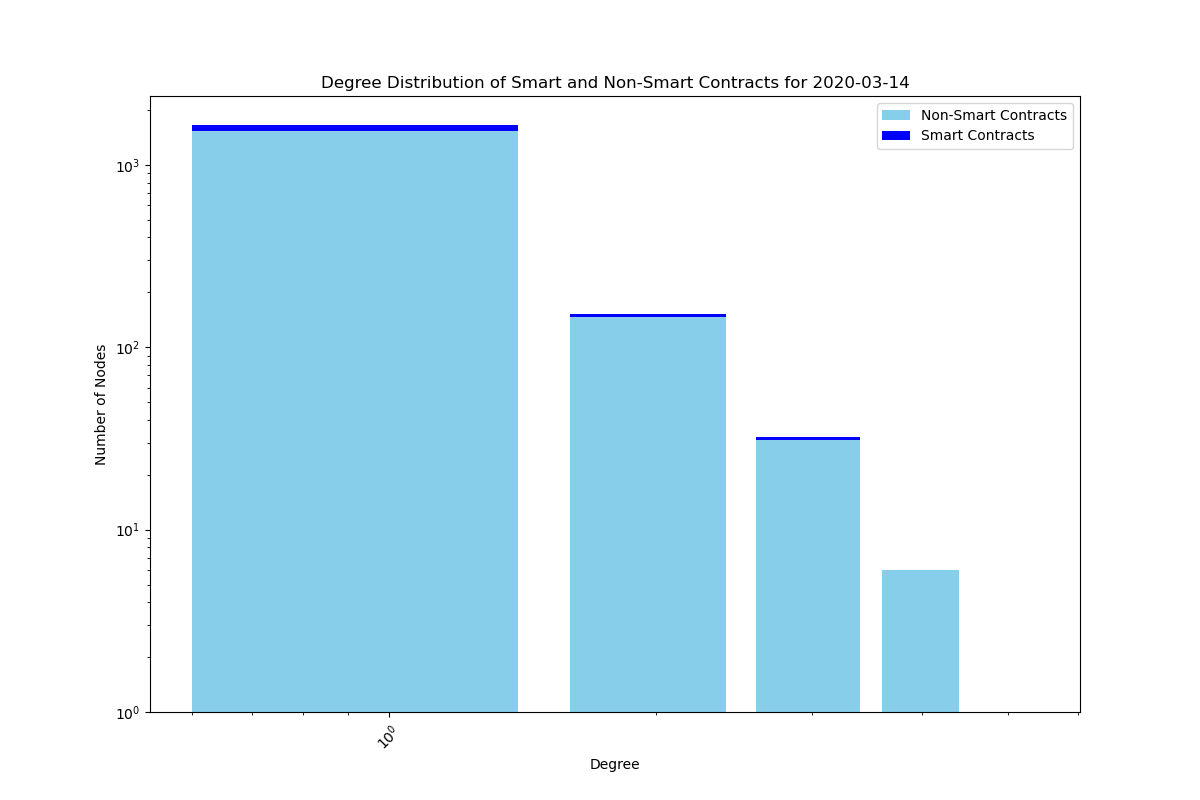 Degree Distribution of Smart and Non-Smart Contracts for 2020-03-14
Non-Smart Contracts
Smart Contracts
Number of Nodes
10³
10²
10¹
10⁰
10⁰
Degree